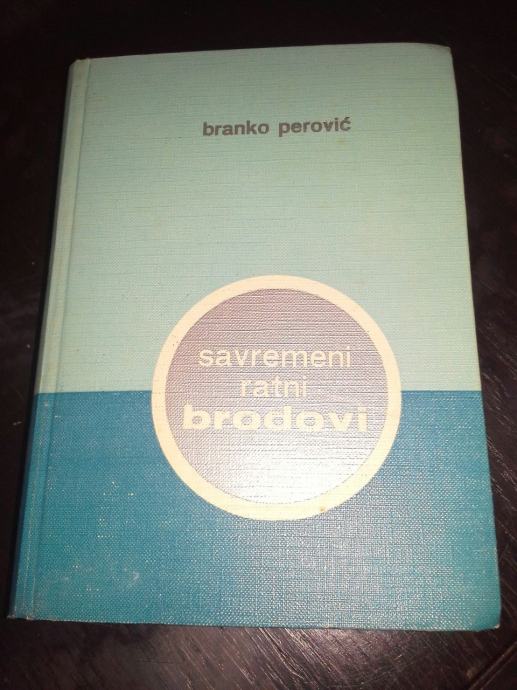 branko perović
savremeni
ratni
brodovi